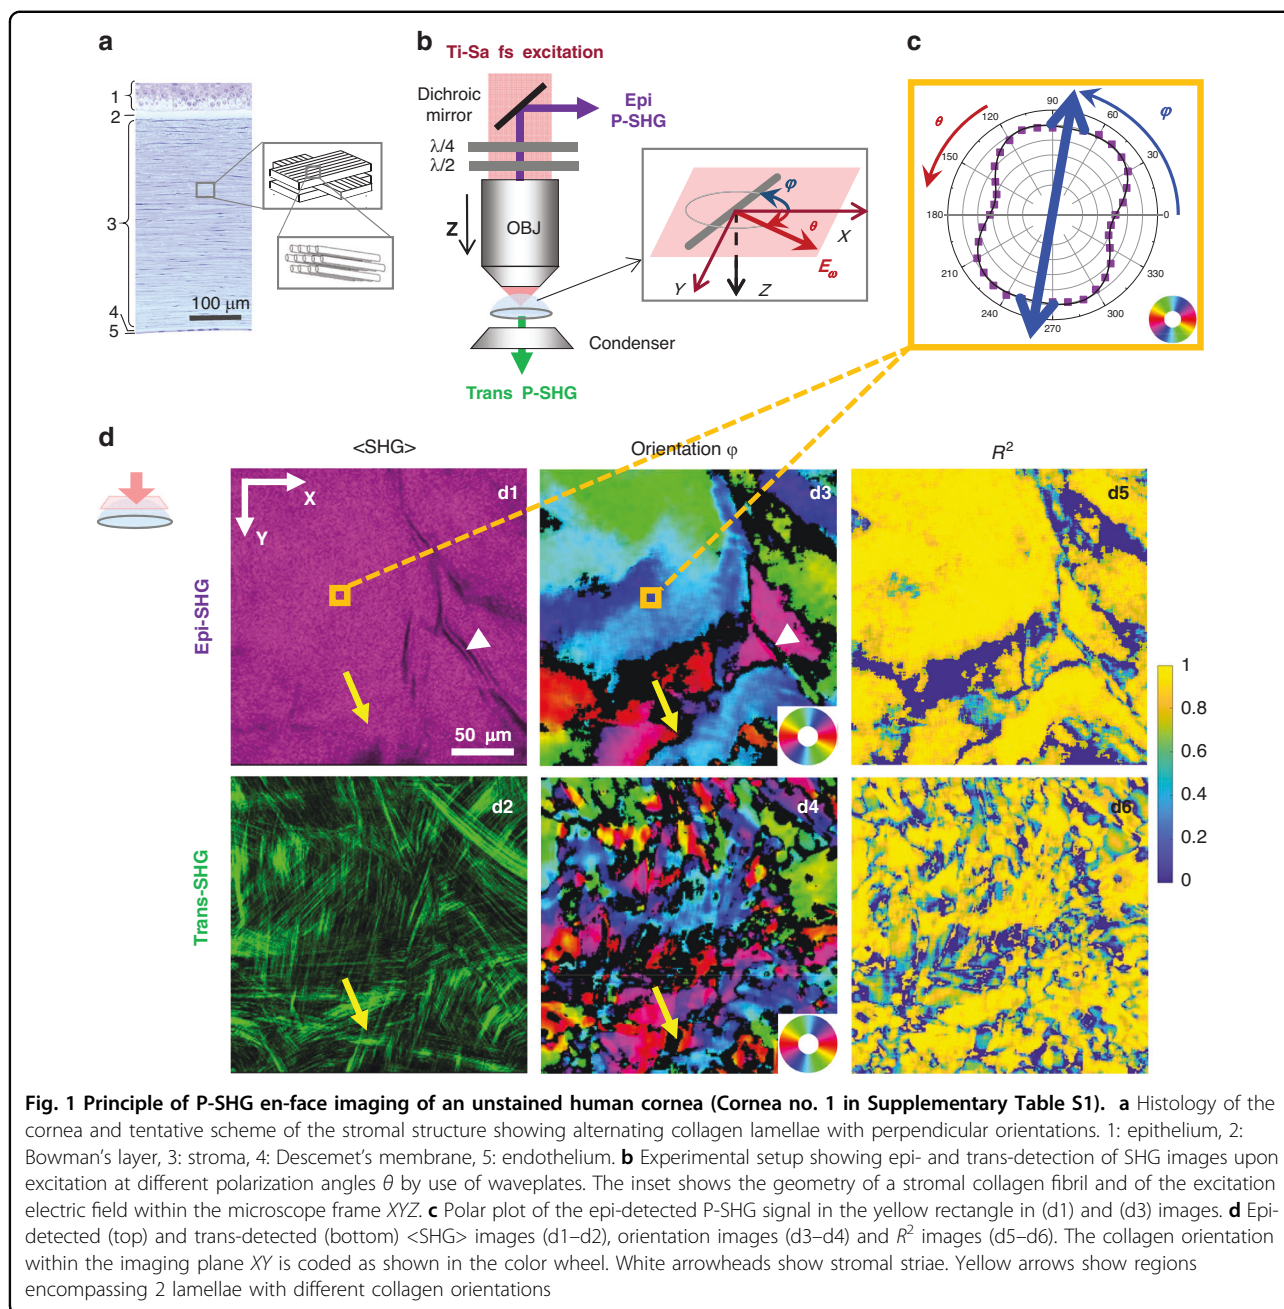 a
b
c
1
2
3
4
5
100 μm
Ti-Sa fs excitation
Dichroic
mirror
Epi
P-SHG
λ/4
λ/2
Z
OBJ
Condenser
Trans P-SHG
φ
θ
X
Eω
Y
Z
θ
φ
90
120
60
150
30
180
0
210
330
240
300
270
d
<SHG>
Orientation φ
R²
X
Y
d1
d3
d5
Epi-SHG
50 μm
1
0.8
0.6
0.4
0.2
0
d2
d4
d6
Trans-SHG
Fig. 1 Principle of P-SHG en-face imaging of an unstained human cornea (Cornea no. 1 in Supplementary Table S1). a Histology of the
cornea and tentative scheme of the stromal structure showing alternating collagen lamellae with perpendicular orientations. 1: epithelium, 2:
Bowman's layer, 3: stroma, 4: Descemet's membrane, 5: endothelium. b Experimental setup showing epi- and trans-detection of SHG images upon
excitation at different polarization angles θ by use of waveplates. The inset shows the geometry of a stromal collagen fibril and of the excitation
electric field within the microscope frame XYZ. c Polar plot of the epi-detected P-SHG signal in the yellow rectangle in (d1) and (d3) images. d Epi-
detected (top) and trans-detected (bottom) <SHG> images (d1–d2), orientation images (d3–d4) and R² images (d5–d6). The collagen orientation
within the imaging plane XY is coded as shown in the color wheel. White arrowheads show stromal striae. Yellow arrows show regions
encompassing 2 lamellae with different collagen orientations